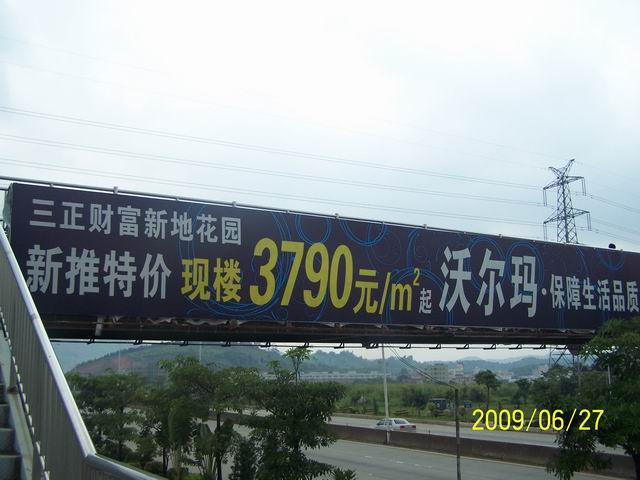 三正财富新地花园
新推特价 现楼3790元/m²起 沃尔玛·保障生活品质
2009/06/27